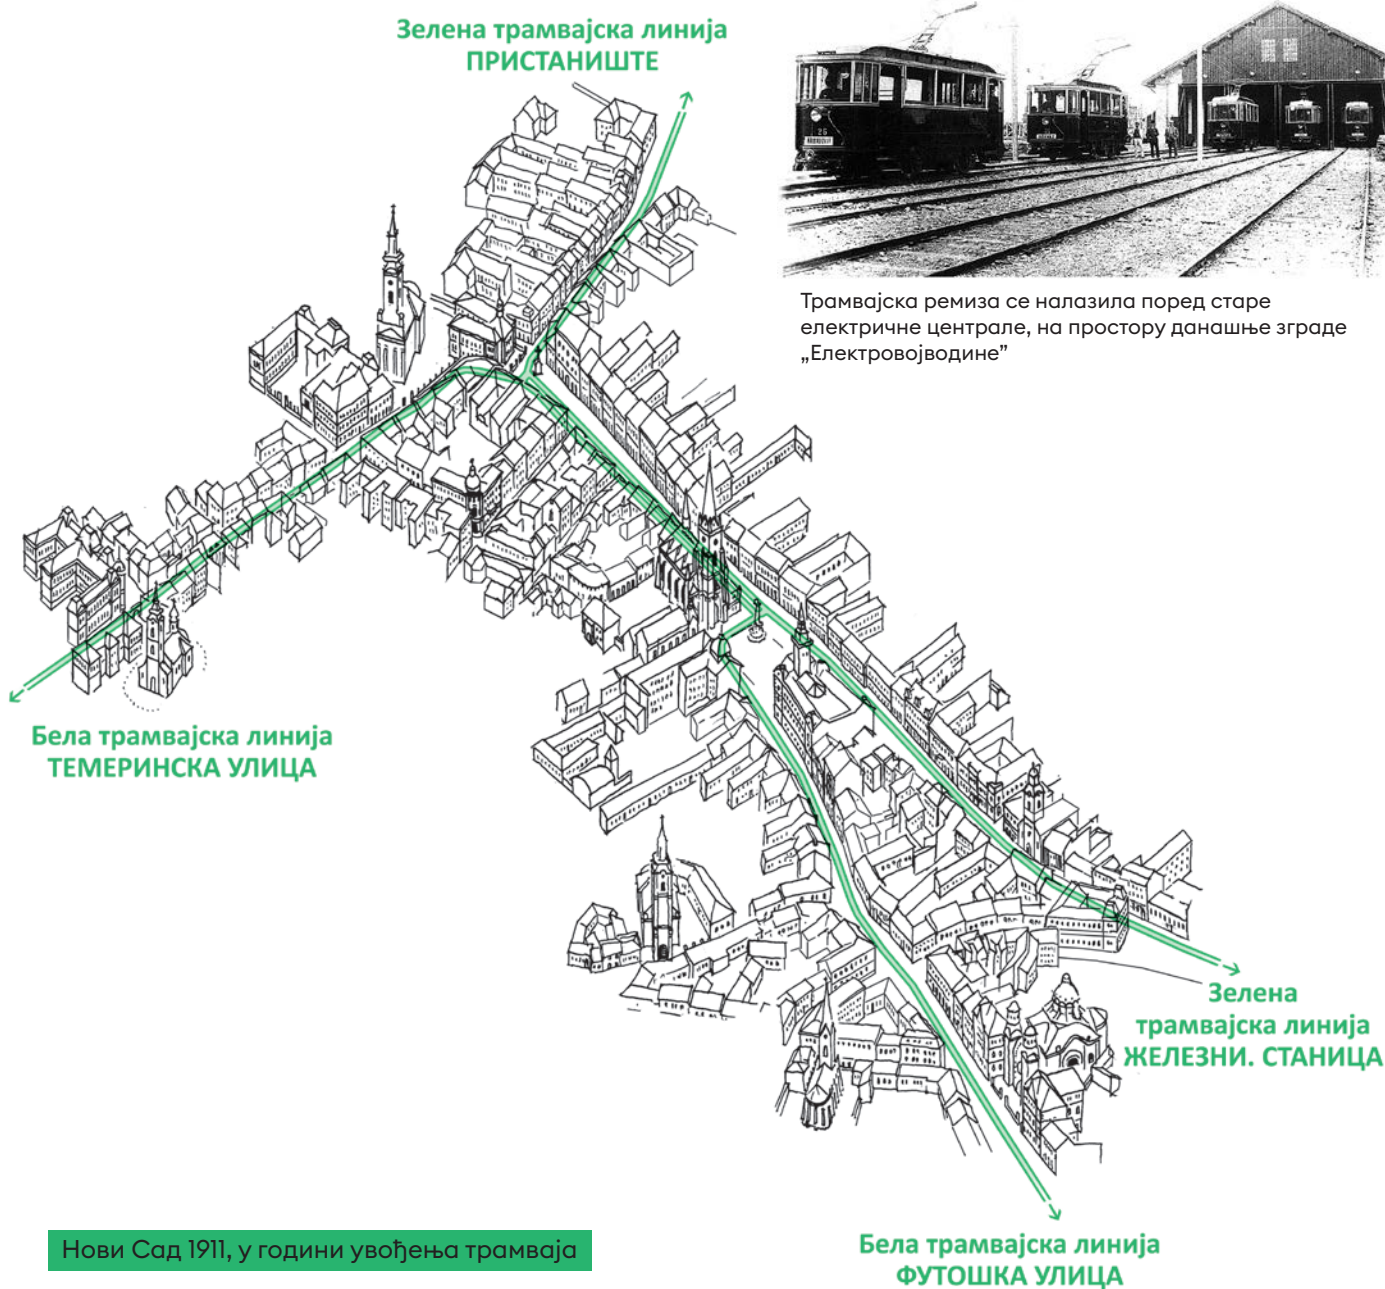 Зелена трамвајска линија
ПРИСТАНИШТЕ
26
Трамвајска ремиза се налазила поред старе
електричне централе, на простору данашње зграде
„Електровојводине”
Бела трамвајска линија
ТЕМЕРИНСКА УЛИЦА
Зелена
трамвајска линија
ЖЕЛЕЗНИ. СТАНИЦА
Нови Сад 1911, у години увођења трамваја
Бела трамвајска линија
ФУТОШКА УЛИЦА